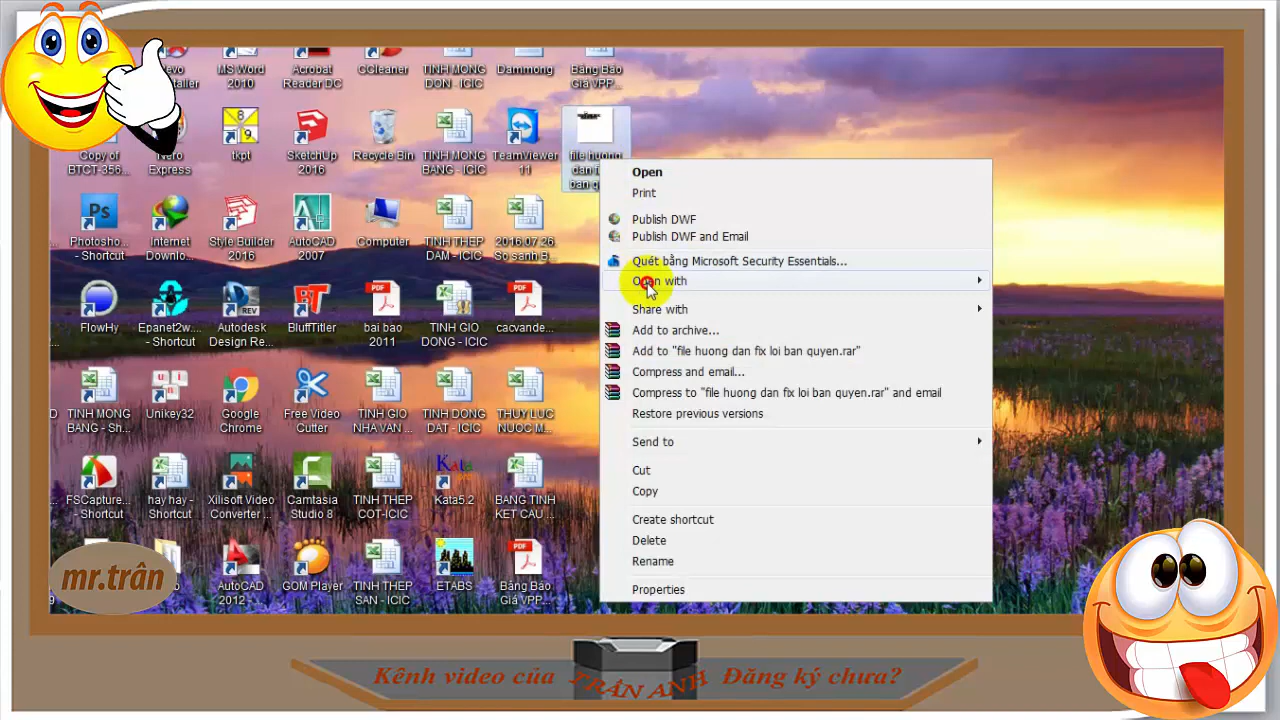 MS Word
2010
Acrobat
Reader DC
CCleaner
TINH MONG
DON - ICIC
Dammong
Bảng Báo
Giá VPP...
Copy of
BTCT-356...
Nero
Express
tkpt
SketchUp
2016
Recycle Bin
TINH MONG
BANG - ICIC
TeamViewer
11
file huong
dan fix loi
ban qu
Photosho...
- Shortcut
Internet
Downlo...
Style Builder
2016
AutoCAD
2007
Computer
TINH THEP
DAM - ICIC
2016.07.26
So sanh B...
FlowHy
Epanet2w...
- Shortcut
Autodesk
Design Re...
BluffTitler
bai bao
2011
TINH GIO
DONG - ICIC
cacvande...
TINH MONG
BANG - Sh...
Unikey32
Google
Chrome
Free Video
Cutter
TINH GIO
NHA VAN ...
TINH DONG
DAT - ICIC
THUY LUC
NUOC M...
FSCapture...
- Shortcut
hay hay -
Shortcut
Xilisoft Video
Converter ...
Camtasia
Studio 8
TINH THEP
COT-ICIC
Kata5.2
BANG TINH
KET CAU ...
AutoCAD
2012 -...
GOM Player
TINH THEP
SAN - ICIC
ETABS
Bảng Báo
Giá VPP...
Open
Print
Publish DWF
Publish DWF and Email
Quét bằng Microsoft Security Essentials...
Open with
Share with
Add to archive...
Add to "file huong dan fix loi ban quyen.rar"
Compress and email...
Compress to "file huong dan fix loi ban quyen.rar" and email
Restore previous versions
Send to
Cut
Copy
Create shortcut
Delete
Rename
Properties
mr.trân
Kênh video của TRẦN ANH Đăng ký chưa?